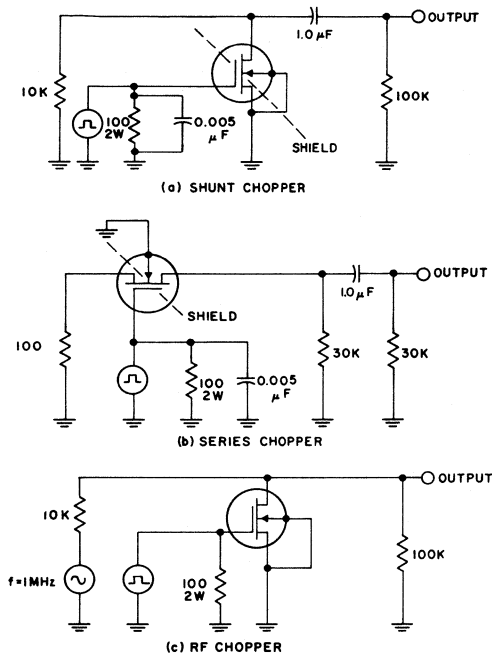 OUTPUT
1.0 μF
10K
100
2W
0.005
μF
100K
SHIELD
(a) SHUNT CHOPPER
OUTPUT
1.0 μF
SHIELD
100
30K
30K
100
2W
0.005
μF
(b) SERIES CHOPPER
OUTPUT
10K
100K
f=1MHz
100
2W
(c) RF CHOPPER